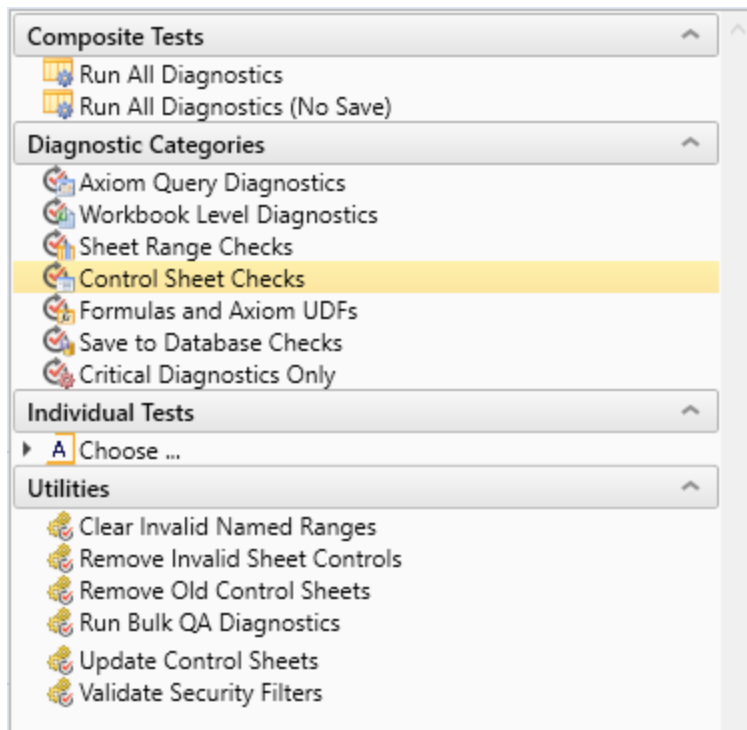 Composite Tests
Run All Diagnostics
Run All Diagnostics (No Save)
Diagnostic Categories
Axiom Query Diagnostics
Workbook Level Diagnostics
Sheet Range Checks
Control Sheet Checks
Formulas and Axiom UDFs
Save to Database Checks
Critical Diagnostics Only
Individual Tests
A Choose ...
Utilities
Clear Invalid Named Ranges
Remove Invalid Sheet Controls
Remove Old Control Sheets
Run Bulk QA Diagnostics
Update Control Sheets
Validate Security Filters